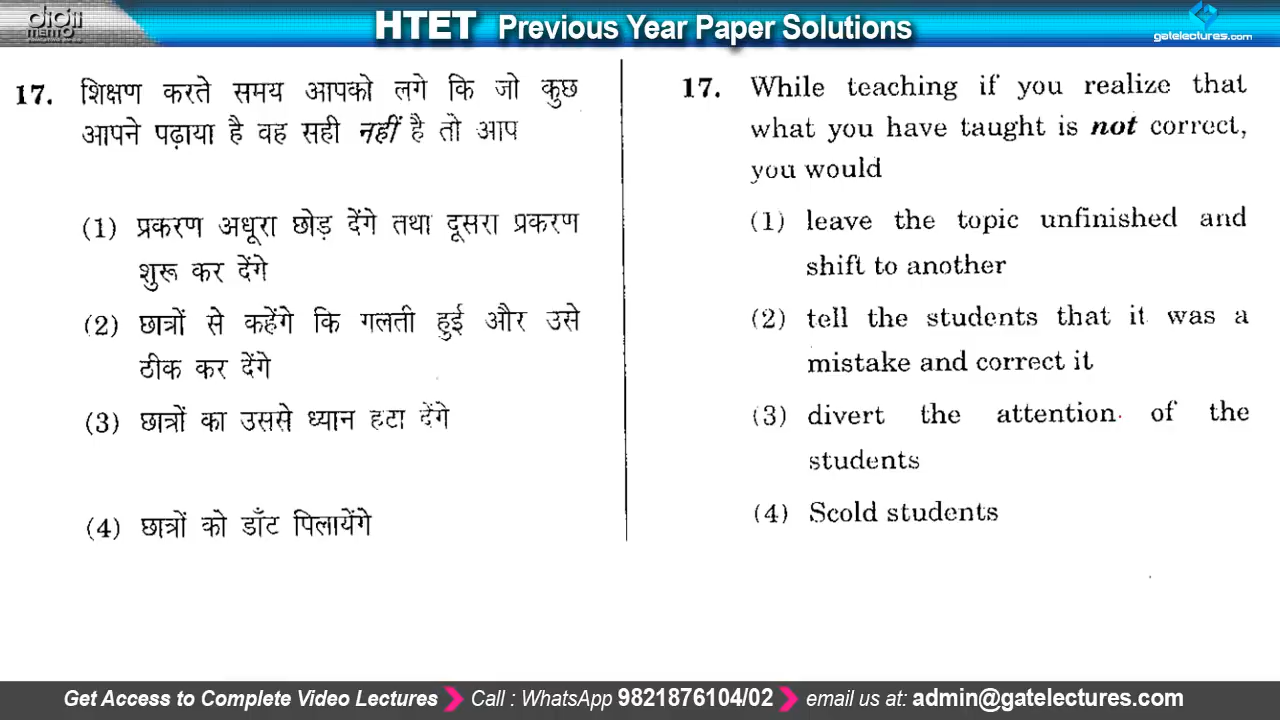 digii
MENTO
HTET Previous Year Paper Solutions
gatelectures.com
17. शिक्षण करते समय आपको लगे कि जो कुछ
आपने पढ़ाया है वह सही नहीं है तो आप
(1) प्रकरण अधूरा छोड़ देंगे तथा दूसरा प्रकरण
शुरू कर देंगे
(2) छात्रों से कहेंगे कि गलती हुई और उसे
ठीक कर देंगे
(3) छात्रों का उससे ध्यान हटा देंगे
(4) छात्रों को डाँट पिलायेंगे
17. While teaching if you realize that
what you have taught is not correct,
you would
(1) leave the topic unfinished and
shift to another
(2) tell the students that it was a
mistake and correct it
(3) divert the attention of the
students
(4) Scold students
Get Access to Complete Video Lectures Call : WhatsApp 9821876104/02 email us at: admin@gatelectures.com